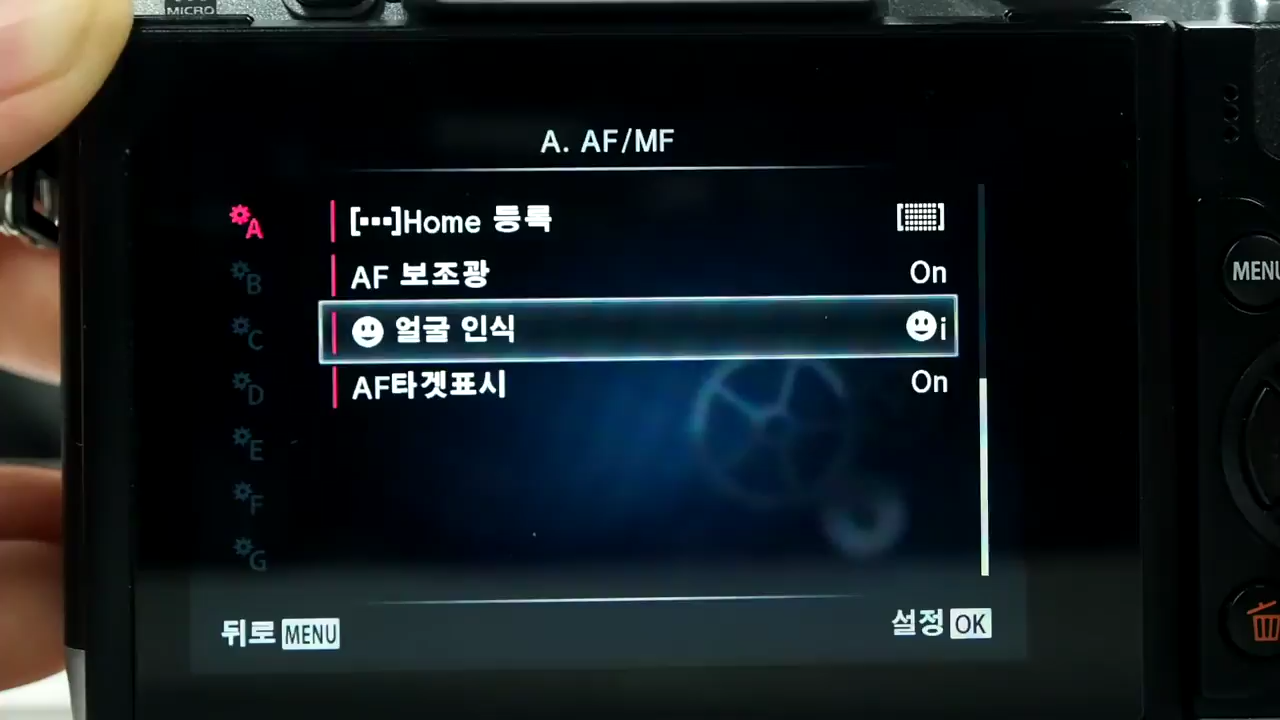 MICRO
A. AF/MF
A
[▪▪▪]Home 등록
B
AF 보조광 On
MENU
C
얼굴 인식 i
D
AF타겟표시 On
E
F
G
뒤로 MENU
설정 OK